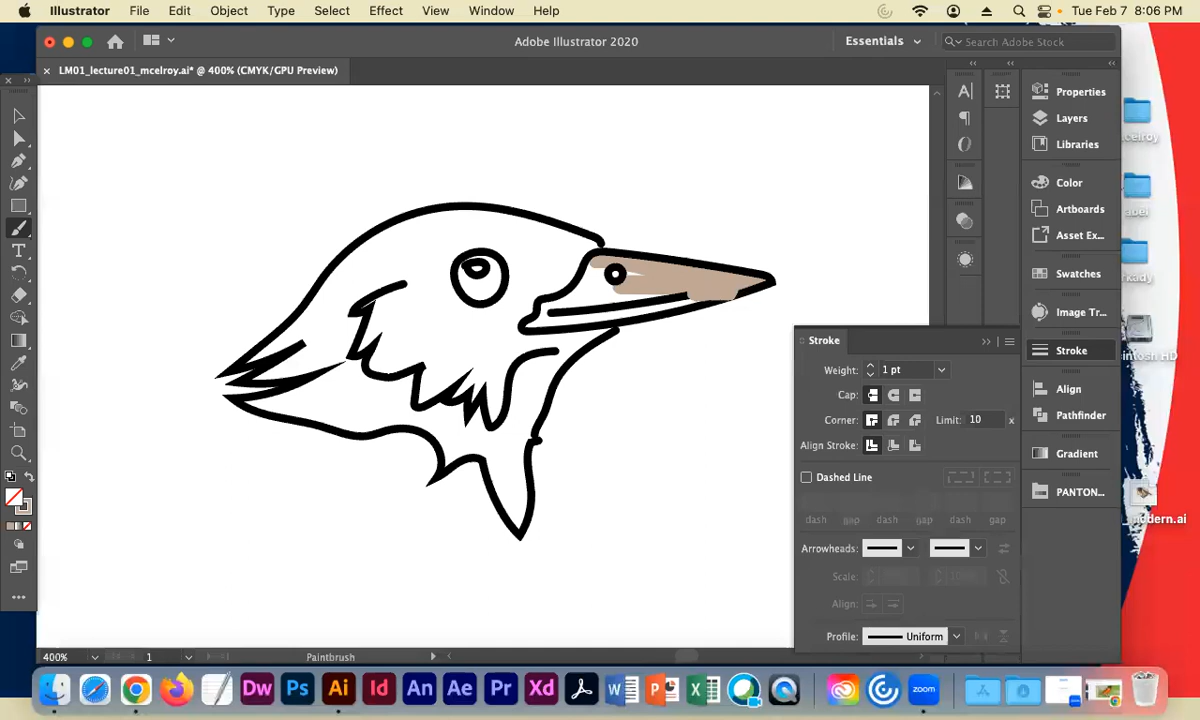 Illustrator File Edit Object Type Select Effect View Window Help Tue Feb 7 8:06 PM
Adobe Illustrator 2020 Essentials Search Adobe Stock
× LM01_lecture01_mcelroy.ai* @ 400% (CMYK/GPU Preview)
Properties
Layers
Libraries
Color
Artboards
Asset Ex...
Swatches
Image Tr...
Stroke
Align
Pathfinder
Gradient
PANTON...
Stroke
Weight: 1 pt
Cap:
Corner: Limit: 10 x
Align Stroke:
Dashed Line
dash gap dash gap dash gap
Arrowheads:
Scale:
Align:
Profile: Uniform
400% 1 Paintbrush
Dw Ps Ai Id An Ae Pr Xd W P X zoom